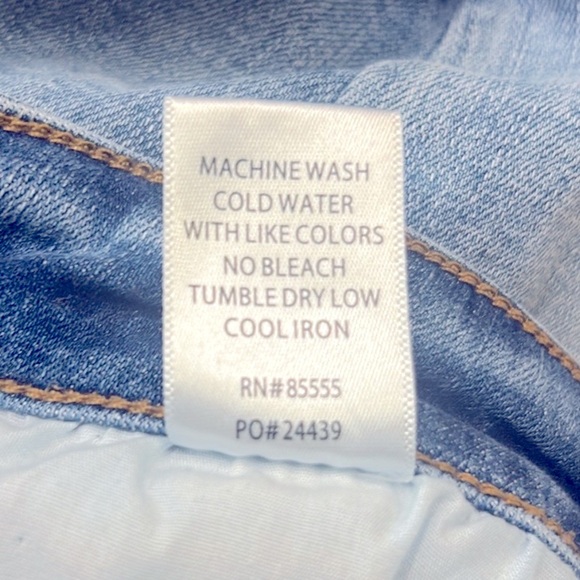 MACHINE WASH
COLD WATER
WITH LIKE COLORS
NO BLEACH
TUMBLE DRY LOW
COOL IRON
RN#85555
PO#24439